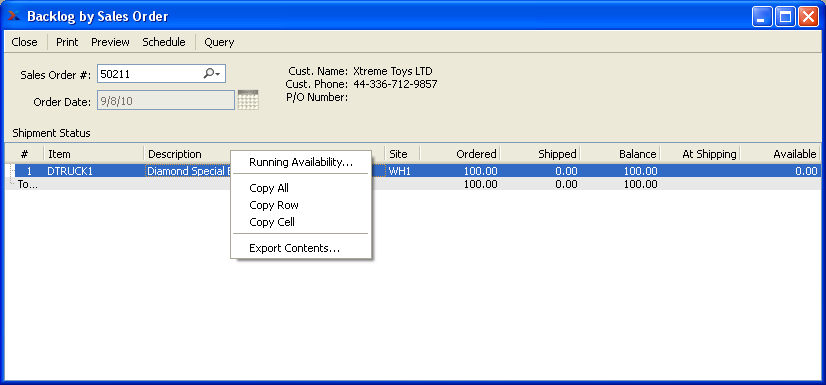 Backlog by Sales Order
Close Print Preview Schedule Query
Sales Order #: 50211 Cust. Name: Xtreme Toys LTD
Cust. Phone: 44-336-712-9857
Order Date: 9/8/10 P/O Number:
Shipment Status
# Item Description Site Ordered Shipped Balance At Shipping Available
1 DTRUCK1 Diamond Special WH1 100.00 0.00 100.00 0.00
To... 100.00 0.00 100.00
Running Availability...
Copy All
Copy Row
Copy Cell
Export Contents...